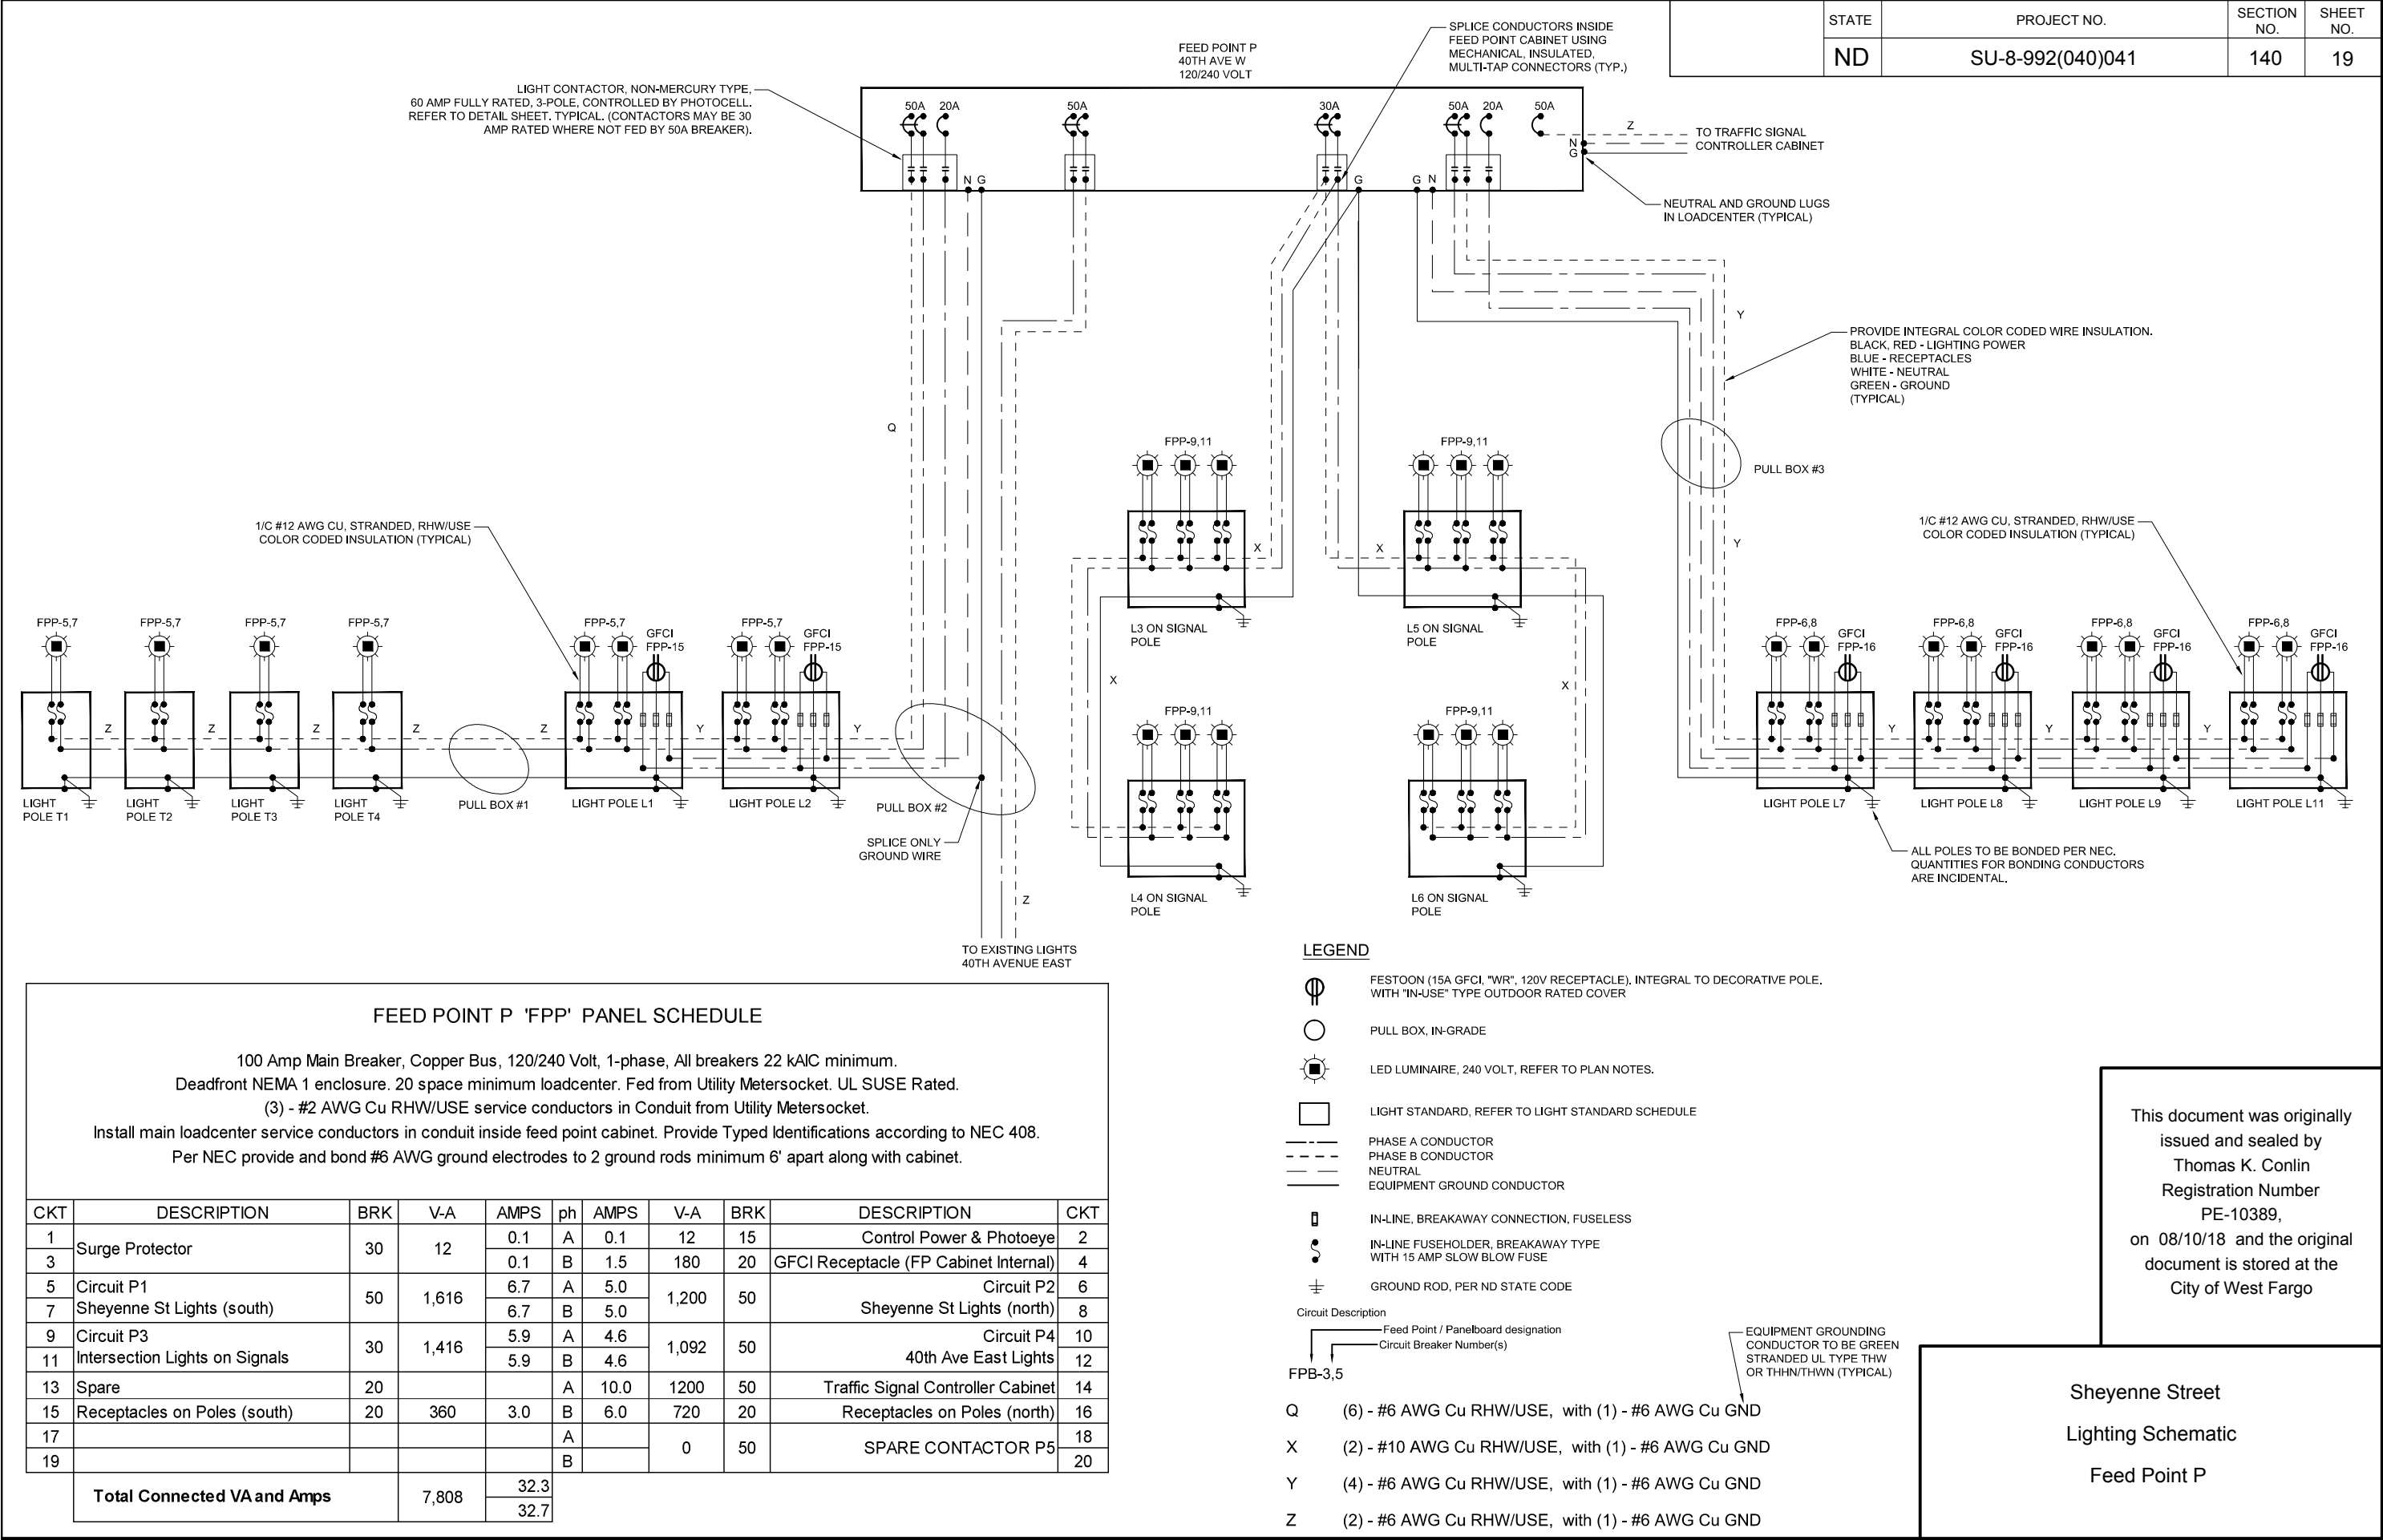 STATE
PROJECT NO.
SECTION NO.
SHEET NO.
ND
SU-8-992(040)041
140
19
FEED POINT P
40TH AVE W
120/240 VOLT
SPLICE CONDUCTORS INSIDE
FEED POINT CABINET USING
MECHANICAL, INSULATED,
MULTI-TAP CONNECTORS (TYP.)
LIGHT CONTACTOR, NON-MERCURY TYPE,
60 AMP FULLY RATED, 3-POLE, CONTROLLED BY PHOTOCELL.
REFER TO DETAIL SHEET. TYPICAL. (CONTACTORS MAY BE 30
AMP RATED WHERE NOT FED BY 50A BREAKER).
50A 20A
50A
30A
50A 20A
50A
Z
TO TRAFFIC SIGNAL
CONTROLLER CABINET
N
G
N G
G
G N
NEUTRAL AND GROUND LUGS
IN LOADCENTER (TYPICAL)
Y
PROVIDE INTEGRAL COLOR CODED WIRE INSULATION.
BLACK, RED - LIGHTING POWER
BLUE - RECEPTACLES
WHITE - NEUTRAL
GREEN - GROUND
(TYPICAL)
Q
FPP-9,11
FPP-9,11
PULL BOX #3
1/C #12 AWG CU, STRANDED, RHW/USE
COLOR CODED INSULATION (TYPICAL)
1/C #12 AWG CU, STRANDED, RHW/USE
COLOR CODED INSULATION (TYPICAL)
X
X
Y
L3 ON SIGNAL
POLE
L5 ON SIGNAL
POLE
FPP-5,7
FPP-5,7
FPP-5,7
FPP-5,7
FPP-5,7
GFCI
FPP-15
FPP-5,7
GFCI
FPP-15
FPP-6,8
GFCI
FPP-16
FPP-6,8
GFCI
FPP-16
FPP-6,8
GFCI
FPP-16
FPP-6,8
GFCI
FPP-16
X
X
FPP-9,11
FPP-9,11
Z
Z
Z
Z
Z
Y
Y
Y
Y
Y
LIGHT
POLE T1
LIGHT
POLE T2
LIGHT
POLE T3
LIGHT
POLE T4
PULL BOX #1
LIGHT POLE L1
LIGHT POLE L2
PULL BOX #2
LIGHT POLE L7
LIGHT POLE L8
LIGHT POLE L9
LIGHT POLE L11
SPLICE ONLY
GROUND WIRE
ALL POLES TO BE BONDED PER NEC.
QUANTITIES FOR BONDING CONDUCTORS
ARE INCIDENTAL.
Z
L4 ON SIGNAL
POLE
L6 ON SIGNAL
POLE
TO EXISTING LIGHTS
40TH AVENUE EAST
LEGEND
FESTOON (15A GFCI, "WR", 120V RECEPTACLE), INTEGRAL TO DECORATIVE POLE.
WITH "IN-USE" TYPE OUTDOOR RATED COVER
PULL BOX, IN-GRADE
LED LUMINAIRE, 240 VOLT, REFER TO PLAN NOTES.
LIGHT STANDARD, REFER TO LIGHT STANDARD SCHEDULE
PHASE A CONDUCTOR
PHASE B CONDUCTOR
NEUTRAL
EQUIPMENT GROUND CONDUCTOR
IN-LINE, BREAKAWAY CONNECTION, FUSELESS
IN-LINE FUSEHOLDER, BREAKAWAY TYPE
WITH 15 AMP SLOW BLOW FUSE
GROUND ROD, PER ND STATE CODE
Circuit Description
Feed Point / Panelboard designation
Circuit Breaker Number(s)
FPB-3,5
EQUIPMENT GROUNDING
CONDUCTOR TO BE GREEN
STRANDED UL TYPE THW
OR THHN/THWN (TYPICAL)
Q (6) - #6 AWG Cu RHW/USE, with (1) - #6 AWG Cu GND
X (2) - #10 AWG Cu RHW/USE, with (1) - #6 AWG Cu GND
Y (4) - #6 AWG Cu RHW/USE, with (1) - #6 AWG Cu GND
Z (2) - #6 AWG Cu RHW/USE, with (1) - #6 AWG Cu GND
FEED POINT P 'FPP' PANEL SCHEDULE
100 Amp Main Breaker, Copper Bus, 120/240 Volt, 1-phase, All breakers 22 kAIC minimum.
Deadfront NEMA 1 enclosure. 20 space minimum loadcenter. Fed from Utility Metersocket. UL SUSE Rated.
(3) - #2 AWG Cu RHW/USE service conductors in Conduit from Utility Metersocket.
Install main loadcenter service conductors in conduit inside feed point cabinet. Provide Typed Identifications according to NEC 408.
Per NEC provide and bond #6 AWG ground electrodes to 2 ground rods minimum 6' apart along with cabinet.
CKT DESCRIPTION BRK V-A AMPS ph AMPS V-A BRK DESCRIPTION CKT
1 Surge Protector 30 12 0.1 A 0.1 12 15 Control Power & Photoeye 2
3 0.1 B 1.5 180 20 GFCI Receptacle (FP Cabinet Internal) 4
5 Circuit P1 50 1,616 6.7 A 5.0 1,200 50 Circuit P2 6
7 Sheyenne St Lights (south) 6.7 B 5.0 Sheyenne St Lights (north) 8
9 Circuit P3 30 1,416 5.9 A 4.6 1,092 50 Circuit P4 10
11 Intersection Lights on Signals 5.9 B 4.6 40th Ave East Lights 12
13 Spare 20 A 10.0 1200 50 Traffic Signal Controller Cabinet 14
15 Receptacles on Poles (south) 20 360 3.0 B 6.0 720 20 Receptacles on Poles (north) 16
17 A 0 50 SPARE CONTACTOR P5 18
19 B 20
Total Connected VA and Amps 7,808 32.3
32.7
This document was originally
issued and sealed by
Thomas K. Conlin
Registration Number
PE-10389,
on 08/10/18 and the original
document is stored at the
City of West Fargo
Sheyenne Street
Lighting Schematic
Feed Point P